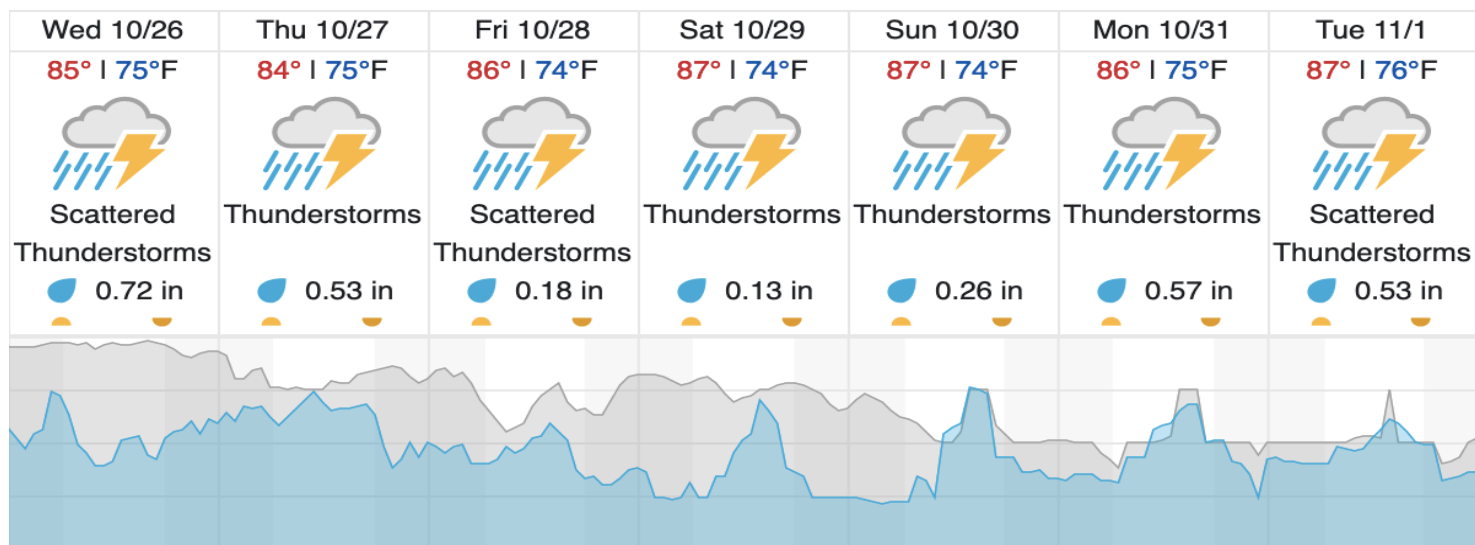 Wed 10/26 Thu 10/27 Fri 10/28 Sat 10/29 Sun 10/30 Mon 10/31 Tue 11/1
85° | 75°F 84° | 75°F 86° | 74°F 87° | 74°F 87° | 74°F 86° | 75°F 87° | 76°F
Scattered Thunderstorms Scattered Thunderstorms Thunderstorms Thunderstorms Scattered
Thunderstorms Thunderstorms Thunderstorms
0.72 in 0.53 in 0.18 in 0.13 in 0.26 in 0.57 in 0.53 in